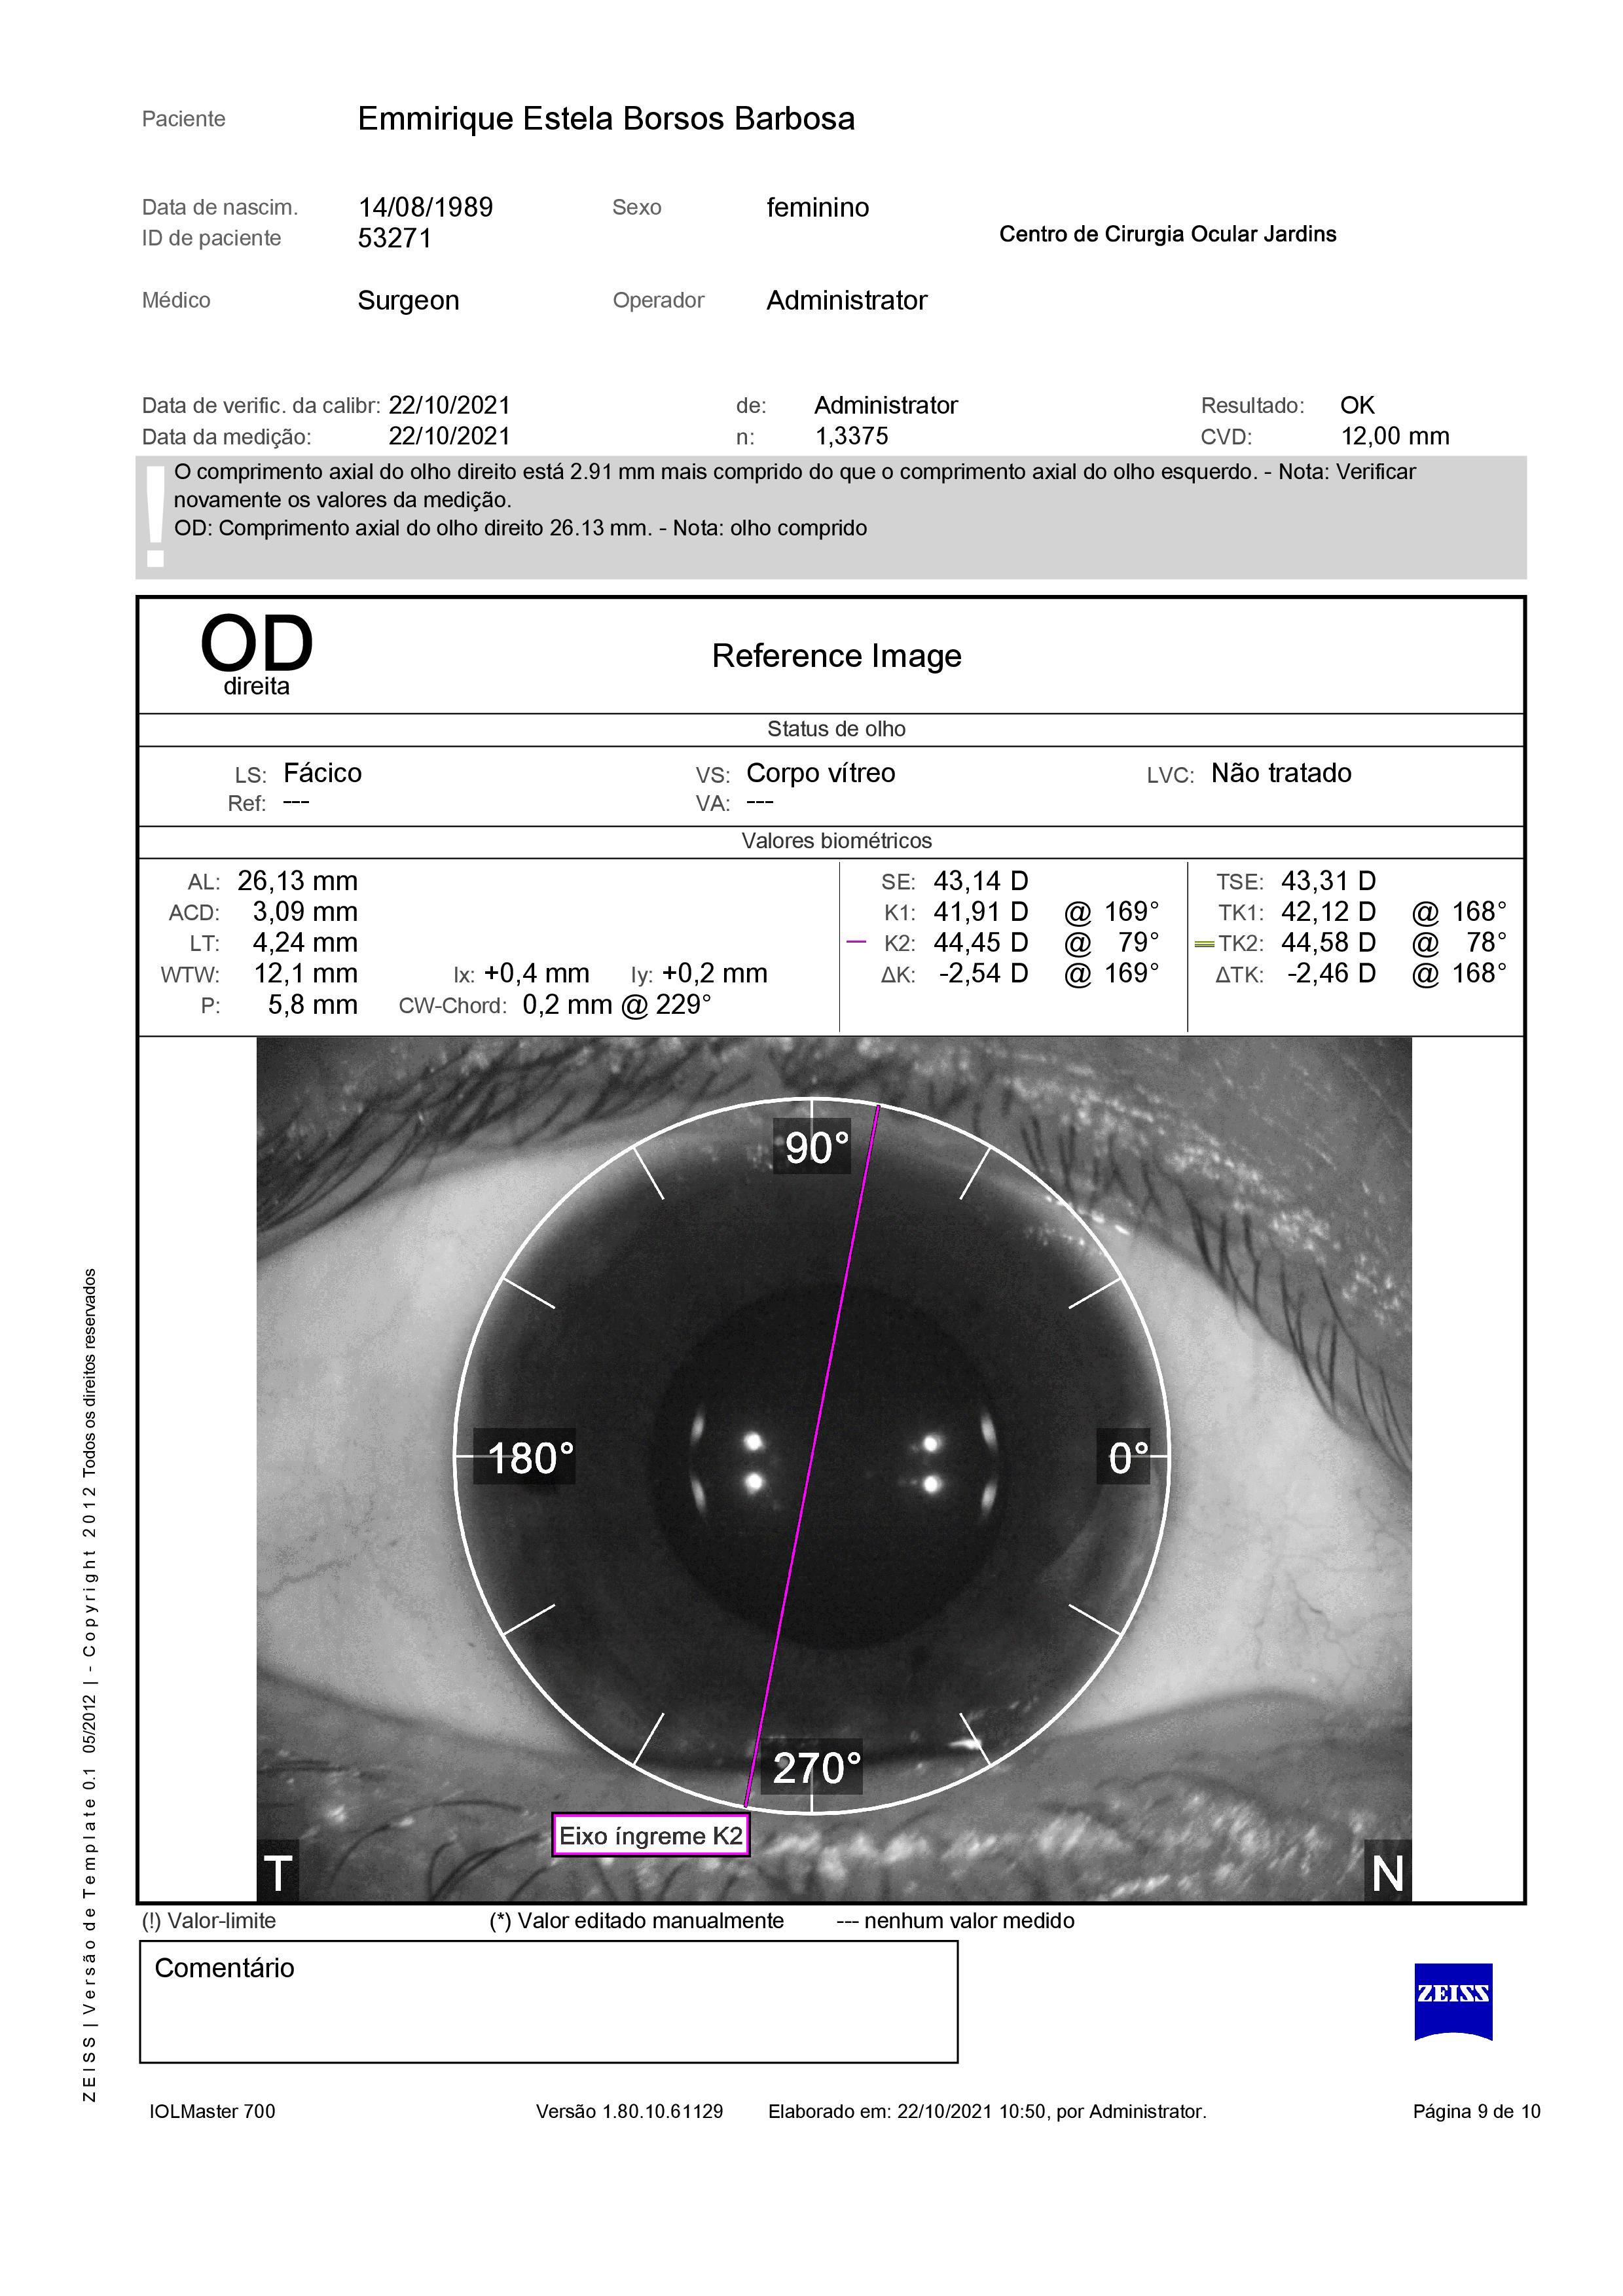 Paciente Emmirique Estela Borsos Barbosa
Data de nascim. 14/08/1989 Sexo feminino
ID de paciente 53271
Centro de Cirurgia Ocular Jardins
Médico Surgeon Operador Administrator
Data de verific. da calibr: 22/10/2021 de: Administrator Resultado: OK
Data da medição: 22/10/2021 n: 1,3375 CVD: 12,00 mm
! O comprimento axial do olho direito está 2.91 mm mais comprido do que o comprimento axial do olho esquerdo. - Nota: Verificar
novamente os valores da medição.
OD: Comprimento axial do olho direito 26.13 mm. - Nota: olho comprido
OD
direita
Reference Image
Status de olho
LS: Fácico VS: Corpo vítreo LVC: Não tratado
Ref: --- VA: ---
Valores biométricos
AL: 26,13 mm SE: 43,14 D TSE: 43,31 D
ACD: 3,09 mm K1: 41,91 D @ 169° TK1: 42,12 D @ 168°
LT: 4,24 mm K2: 44,45 D @ 79° TK2: 44,58 D @ 78°
WTW: 12,1 mm Ix: +0,4 mm Iy: +0,2 mm ΔK: -2,54 D @ 169° ΔTK: -2,46 D @ 168°
P: 5,8 mm CW-Chord: 0,2 mm @ 229°
90°
180° 0°
270°
Eixo íngreme K2
T N
(!) Valor-limite (*) Valor editado manualmente --- nenhum valor medido
Comentário
ZEISS
IOLMaster 700 Versão 1.80.10.61129 Elaborado em: 22/10/2021 10:50, por Administrator. Página 9 de 10
ZEISS | Versão de Template 0.1 05/2012 | - Copyright 2012 Todos os direitos reservados